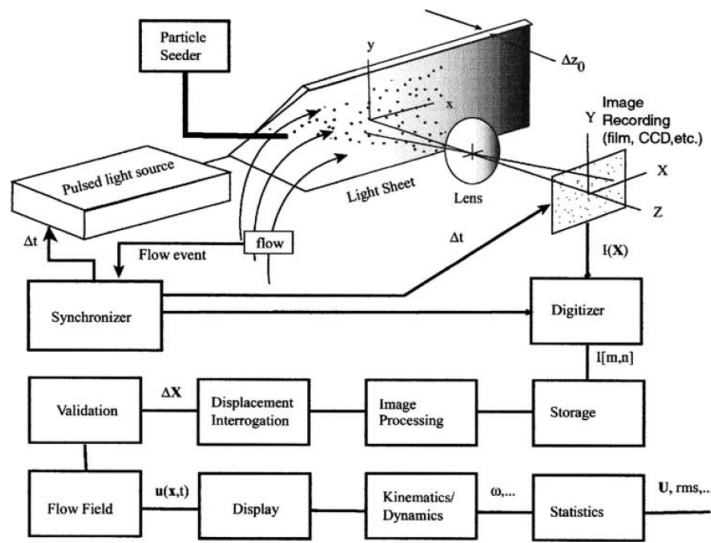 Particle
Seeder
y
Δz₀
x
Image
Recording
(film, CCD,etc.)
Y
X
Z
Pulsed light source
Light Sheet
Lens
Δt
Flow event
flow
Δt
I(X)
Synchronizer
Digitizer
I[m,n]
Validation
ΔX
Displacement
Interrogation
Image
Processing
Storage
Flow Field
u(x,t)
Display
Kinematics/
Dynamics
ω,...
Statistics
U, rms,...